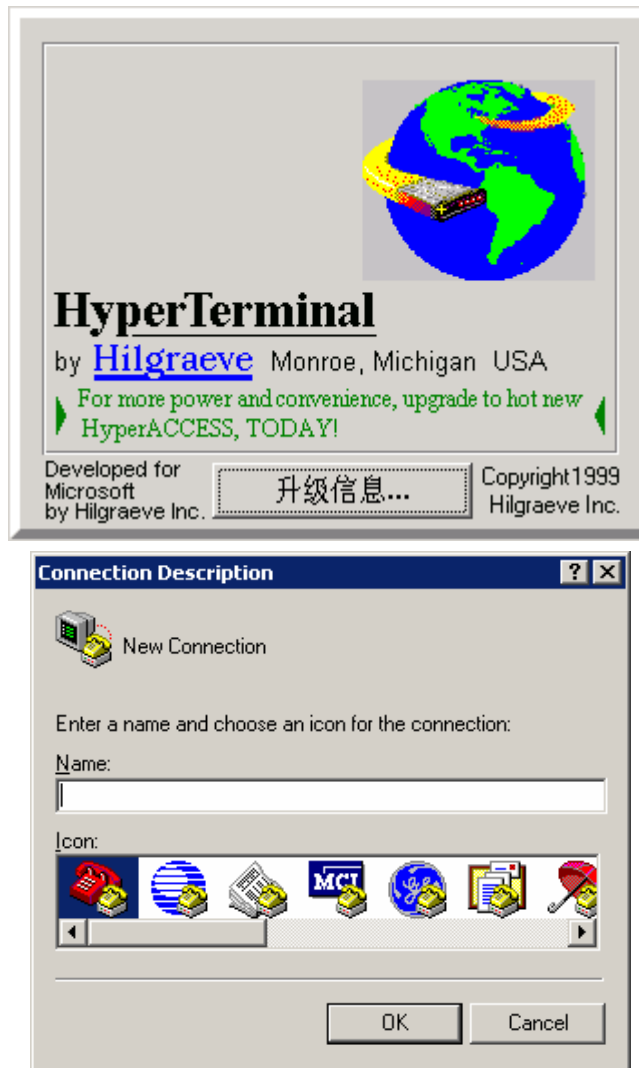 HyperTerminal
by Hilgraeve Monroe, Michigan USA
For more power and convenience, upgrade to hot new
HyperACCESS, TODAY!
Developed for
Microsoft
by Hilgraeve Inc.
升级信息...
Copyright1999
Hilgraeve Inc.
Connection Description
New Connection
Enter a name and choose an icon for the connection:
Name:
Icon:
MCI
OK
Cancel